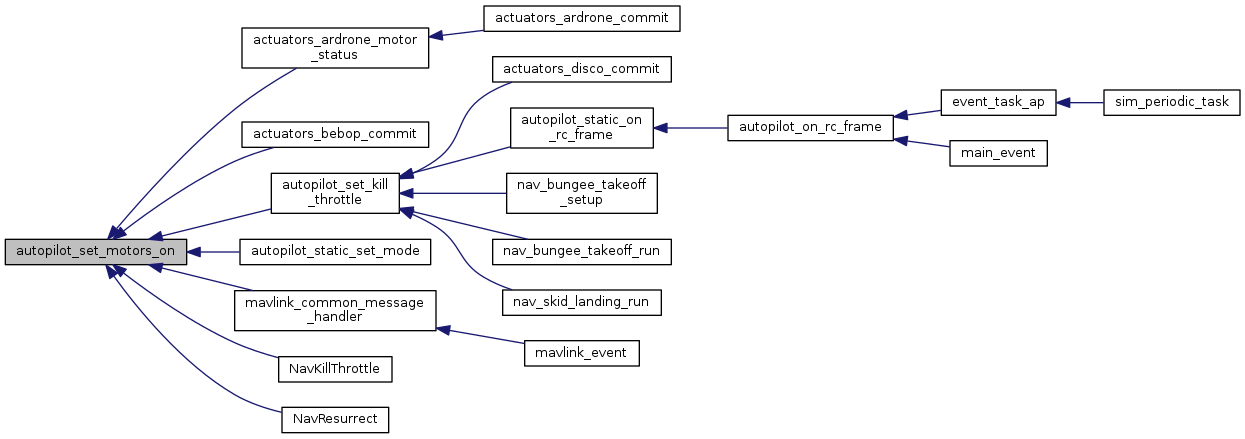 actuators_ardrone_commit
actuators_ardrone_motor
_status
actuators_disco_commit
event_task_ap
sim_periodic_task
autopilot_static_on
_rc_frame
autopilot_on_rc_frame
actuators_bebop_commit
main_event
autopilot_set_kill
_throttle
nav_bungee_takeoff
_setup
autopilot_set_motors_on
autopilot_static_set_mode
nav_bungee_takeoff_run
mavlink_common_message
_handler
nav_skid_landing_run
mavlink_event
NavKillThrottle
NavResurrect